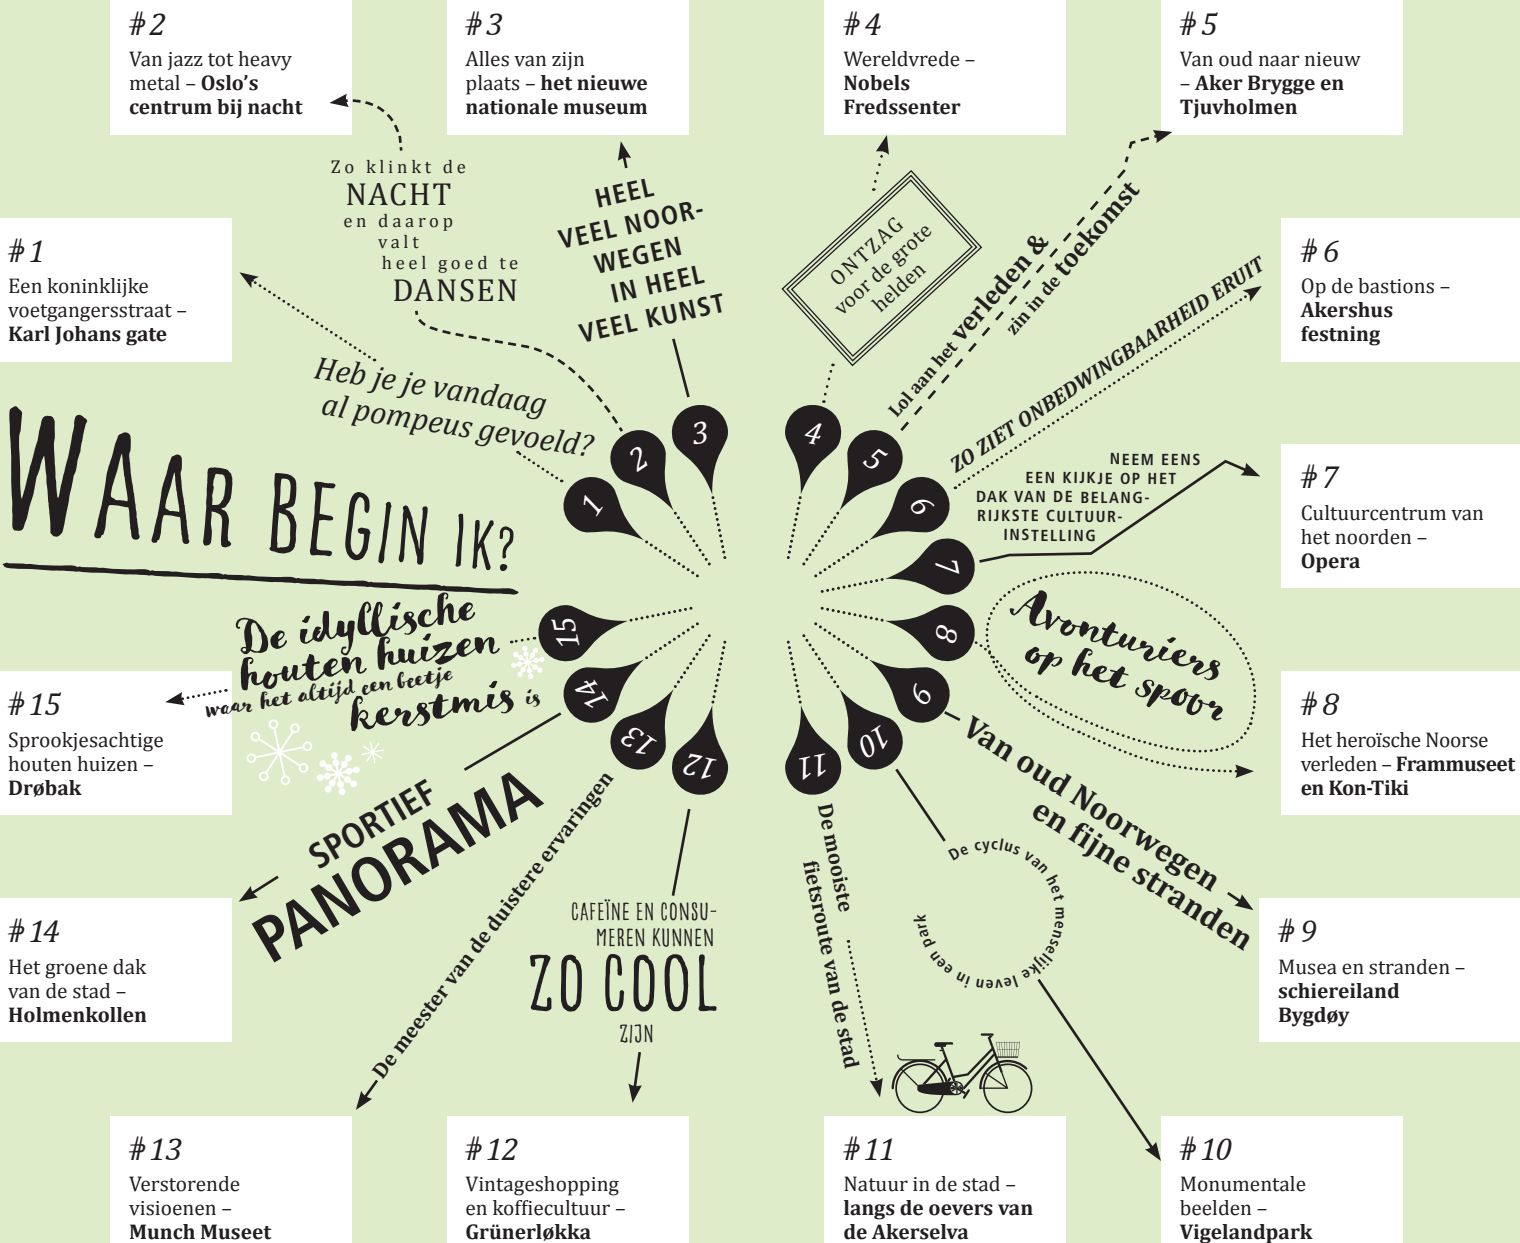 #2
Van jazz tot heavy
metal – Oslo's
centrum bij nacht
#3
Alles van zijn
plaats – het nieuwe
nationale museum
#4
Wereldvrede –
Nobels
Fredssenter
#5
Van oud naar nieuw
– Aker Brygge en
Tjuvholmen
Zo klinkt de
NACHT
en daarop
valt
heel goed te
DANSEN
HEEL
VEEL NOOR-
WEGEN
IN HEEL
VEEL KUNST
ONTZAG
voor de grote
helden
Lol aan het verleden &
zin in de toekomst
#1
Een koninklijke
voetgangersstraat –
Karl Johans gate
Heb je je vandaag
al pompeus gevoeld?
ZO ZIET ONBEDWINGBAARHEID ERUIT
#6
Op de bastions –
Akershus
festning
WAAR BEGIN IK?
NEEM EENS
EEN KIJKJE OP HET
DAK VAN DE BELANG-
RIJKSTE CULTUUR-
INSTELLING
#7
Cultuurcentrum van
het noorden –
Opera
1
2
3
4
5
6
7
8
9
10
11
12
13
14
15
De idyllische
houten huizen
waar het altijd een beetje
kerstmis is
Avonturiers
op het spoor
#15
Sprookjesachtige
houten huizen –
Drøbak
#8
Het heroïsche Noorse
verleden – Frammuseet
en Kon-Tiki
SPORTIEF
PANORAMA
Van oud Noorwegen
en fijne stranden
#14
Het groene dak
van de stad –
Holmenkollen
De meester van de duistere ervaringen
CAFEÏNE EN CONSU-
MEREN KUNNEN
ZO COOL
ZIJN
De mooiste
fietsroute van de stad
De cyclus van het menselijke leven in een park
#9
Musea en stranden –
schiereiland
Bygdøy
#13
Verstorende
visioenen –
Munch Museet
#12
Vintageshopping
en koffiecultuur –
Grünerløkka
#11
Natuur in de stad –
langs de oevers van
de Akerselva
#10
Monumentale
beelden –
Vigelandpark